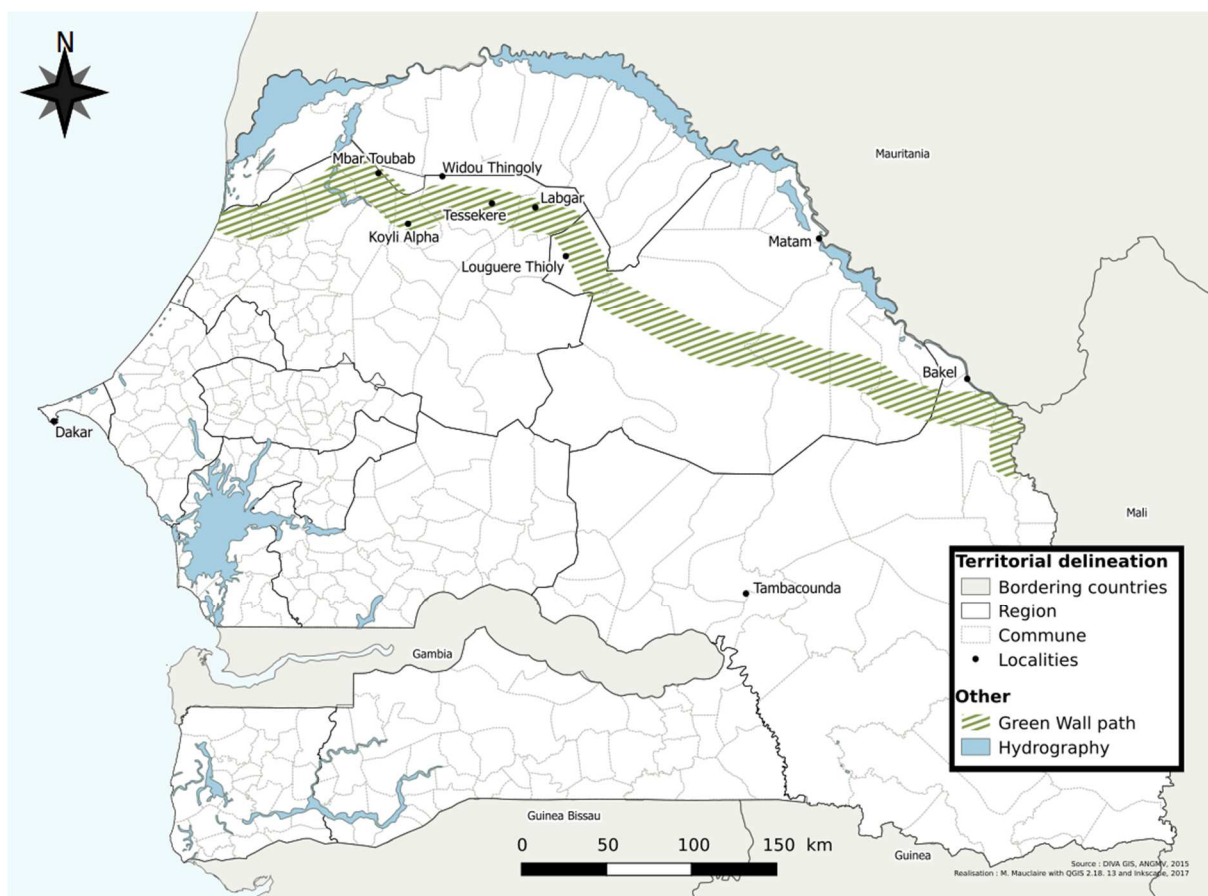 N
Mauritania
Mbar Toubab
Widou Thingoly
Tessekere
Labgar
Koyli Alpha
Louguere Thioly
Matam
Bakel
Dakar
Mali
Tambacounda
Gambia
Guinea Bissau
Guinea
Territorial delineation
Bordering countries
Region
Commune
Localities
Other
Green Wall path
Hydrography
0 50 100 150 km
Source : DIVA GIS, ANGMV, 2015
Realisation : M. Mauclaire with QGIS 2.18. 13 and Inkscape, 2017